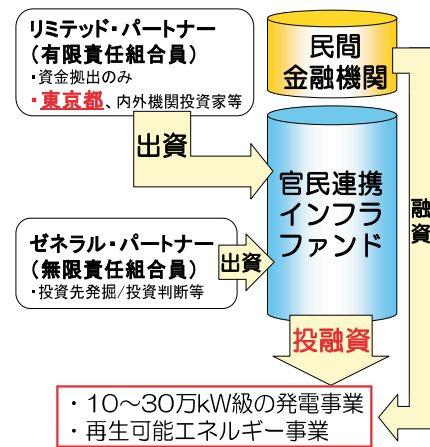 リミテッド・パートナー
(有限責任組合員)
・資金拠出のみ
・東京都、内外機関投資家等
民間
金融機関
出資
官民連携
インフラ
ファンド
融資
ゼネラル・パートナー
(無限責任組合員)
・投資先発掘/投資判断等
出資
投融資
・10～30万kW級の発電事業
・再生可能エネルギー事業